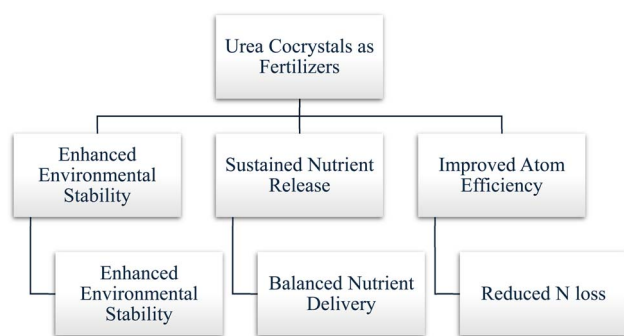 Urea Cocrystals as
Fertilizers
Enhanced
Environmental
Stability
Sustained Nutrient
Release
Improved Atom
Efficiency
Enhanced
Environmental
Stability
Balanced Nutrient
Delivery
Reduced N loss